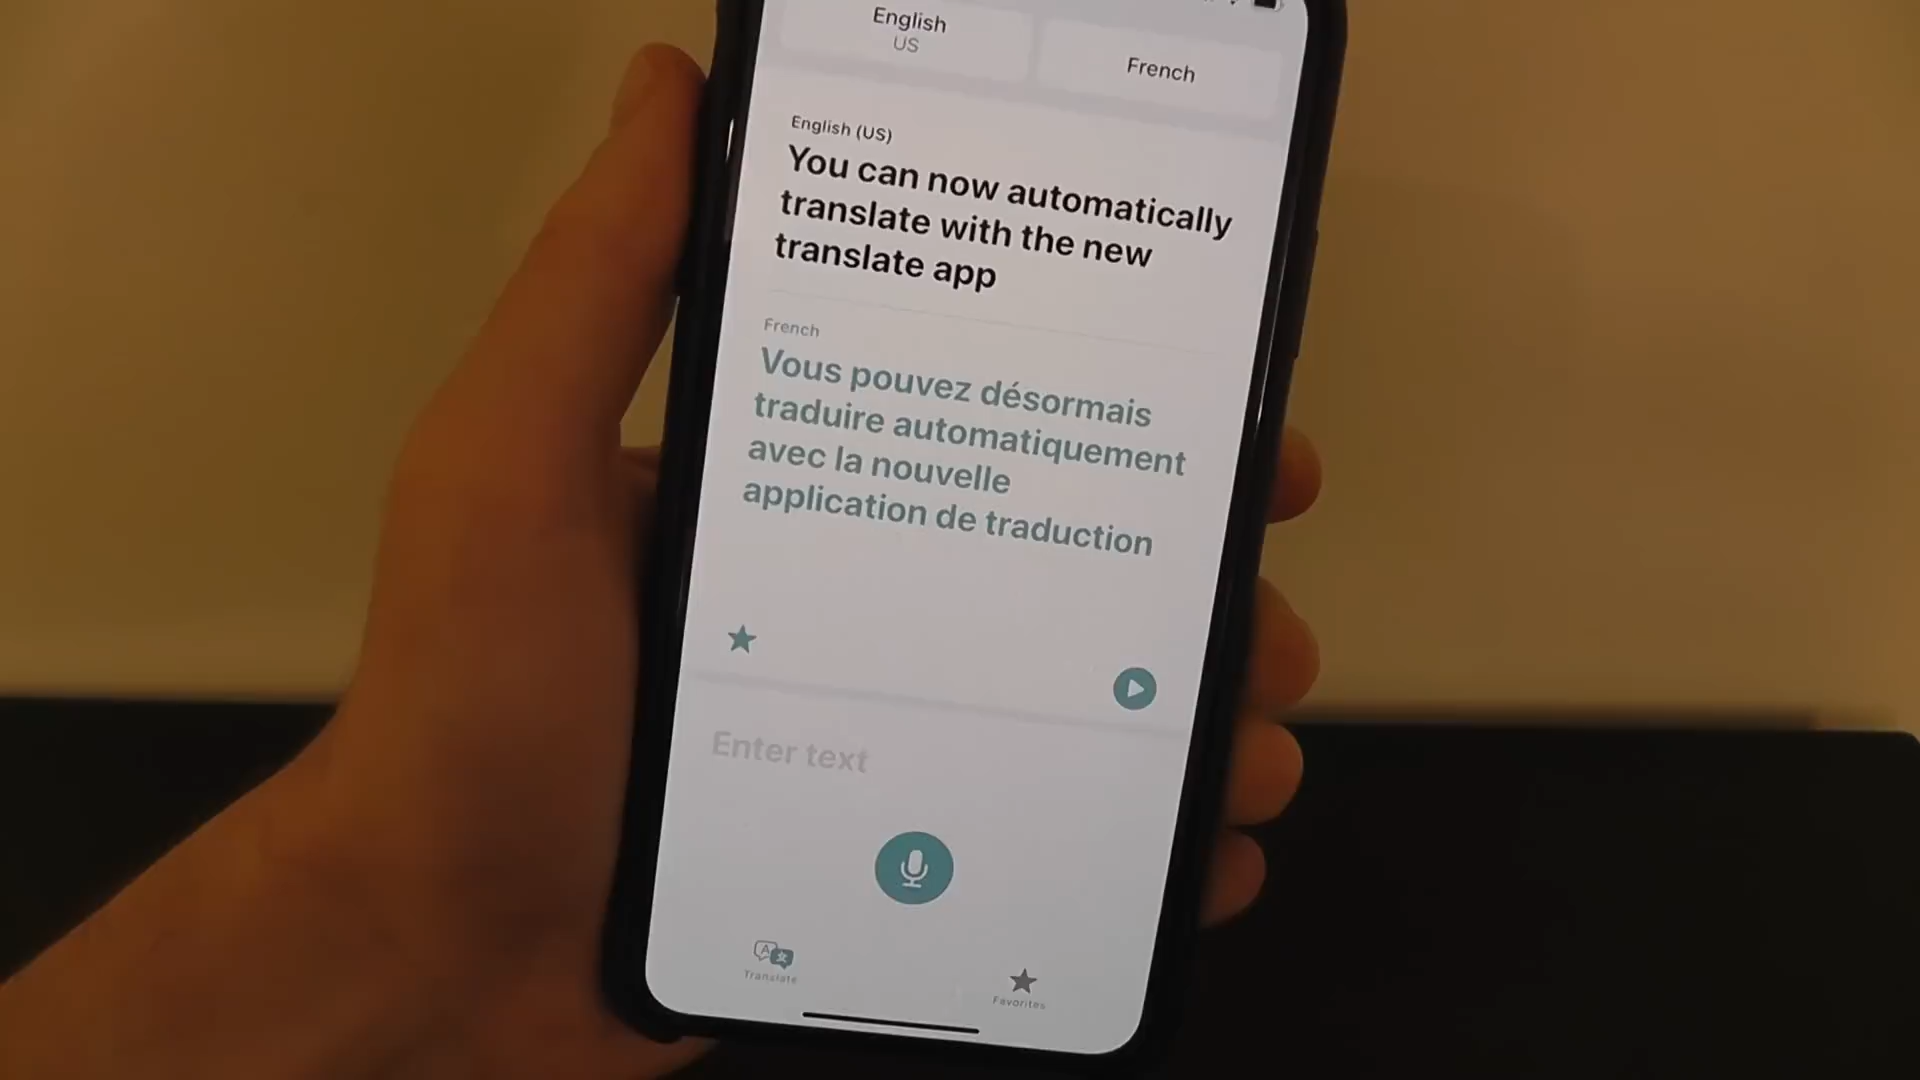 English
US
French
English (US)
You can now automatically
translate with the new
translate app
French
Vous pouvez désormais
traduire automatiquement
avec la nouvelle
application de traduction
Enter text
Translate
Favorites